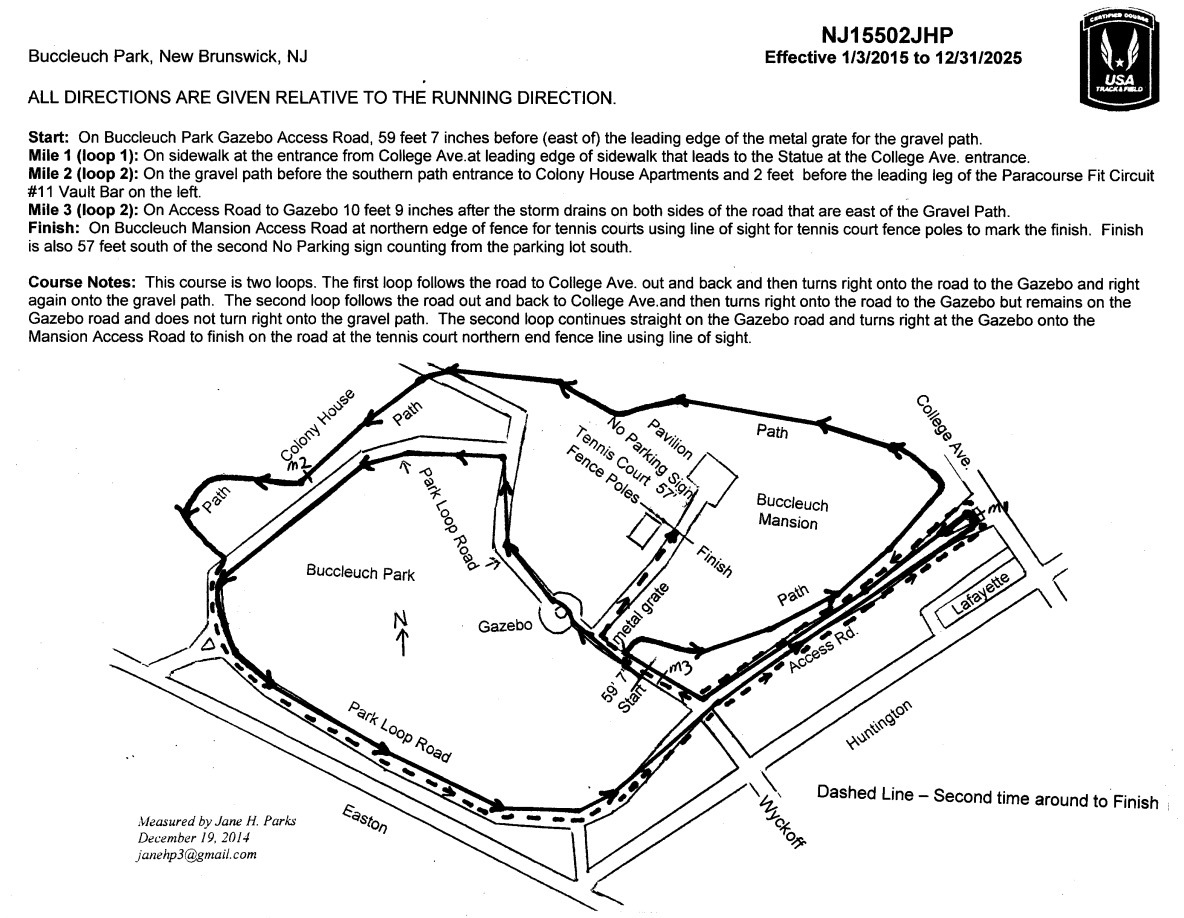 NJ15502JHP
Effective 1/3/2015 to 12/31/2025
CERTIFIED COURSE
USA
TRACK & FIELD
Buccleuch Park, New Brunswick, NJ
ALL DIRECTIONS ARE GIVEN RELATIVE TO THE RUNNING DIRECTION.
Start: On Buccleuch Park Gazebo Access Road, 59 feet 7 inches before (east of) the leading edge of the metal grate for the gravel path.
Mile 1 (loop 1): On sidewalk at the entrance from College Ave.at leading edge of sidewalk that leads to the Statue at the College Ave. entrance.
Mile 2 (loop 2): On the gravel path before the southern path entrance to Colony House Apartments and 2 feet before the leading leg of the Paracourse Fit Circuit
#11 Vault Bar on the left.
Mile 3 (loop 2): On Access Road to Gazebo 10 feet 9 inches after the storm drains on both sides of the road that are east of the Gravel Path.
Finish: On Buccleuch Mansion Access Road at northern edge of fence for tennis courts using line of sight for tennis court fence poles to mark the finish. Finish
is also 57 feet south of the second No Parking sign counting from the parking lot south.
Course Notes: This course is two loops. The first loop follows the road to College Ave. out and back and then turns right onto the road to the Gazebo and right
again onto the gravel path. The second loop follows the road out and back to College Ave.and then turns right onto the road to the Gazebo but remains on the
Gazebo road and does not turn right onto the gravel path. The second loop continues straight on the Gazebo road and turns right at the Gazebo onto the
Mansion Access Road to finish on the road at the tennis court northern end fence line using line of sight.
Colony House
Path
m2
Path
Park Loop Road
Pavilion
No Parking Sign
Tennis Court 57'
Fence Poles
Path
College Ave.
Buccleuch
Mansion
m1
Finish
Buccleuch Park
N
Gazebo
metal grate
Path
Lafayette
Access Rd.
m3
59' 7"
Start
Park Loop Road
Huntington
Wyckoff
Easton
Dashed Line – Second time around to Finish
Measured by Jane H. Parks
December 19, 2014
janehp3@gmail.com